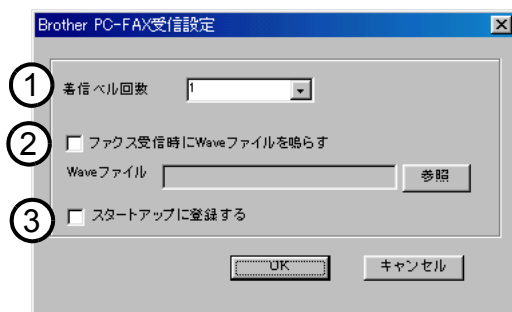 Brother PC-FAX受信設定
① 着信ベル回数 1
② ファクス受信時にWaveファイルを鳴らす
Waveファイル 参照
③ スタートアップに登録する
OK キャンセル